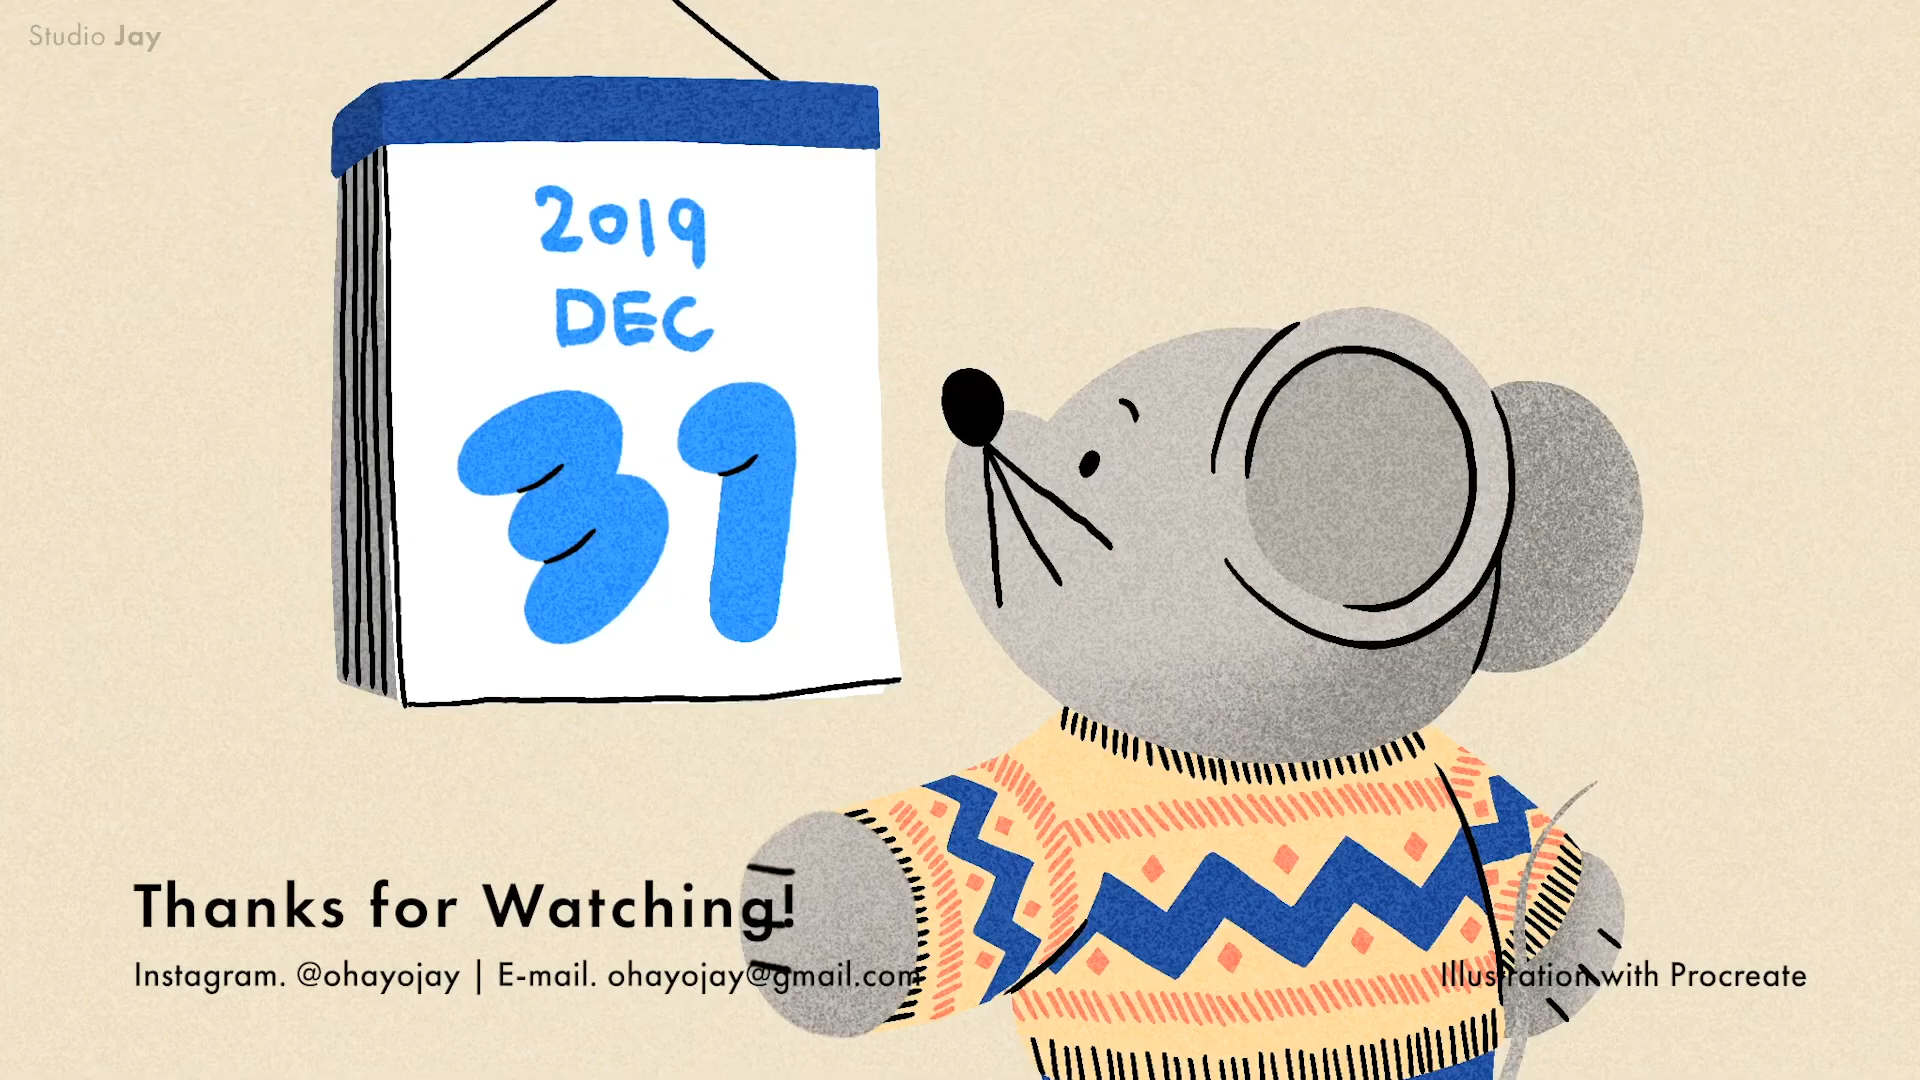 Studio Jay
2019
DEC
31
Thanks for Watching!
Instagram. @ohayojay | E-mail. ohayojay@gmail.com
Illustration with Procreate